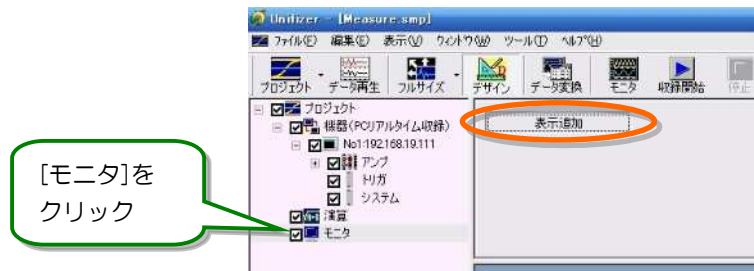 Unifizer - [Measure.smp]
ファイル(F) 編集(E) 表示(V) ウィンドウ(W) ツール(T) ヘルプ(H)
プロジェクト データ再生 フルサイズ デザイン データ変換 モニタ 収録開始 停止
プロジェクト
機器(PCリアルタイム収録)
No1:192.168.19.111
アンプ
トリガ
システム
演算
モニタ
表示追加
[モニタ]を
クリック